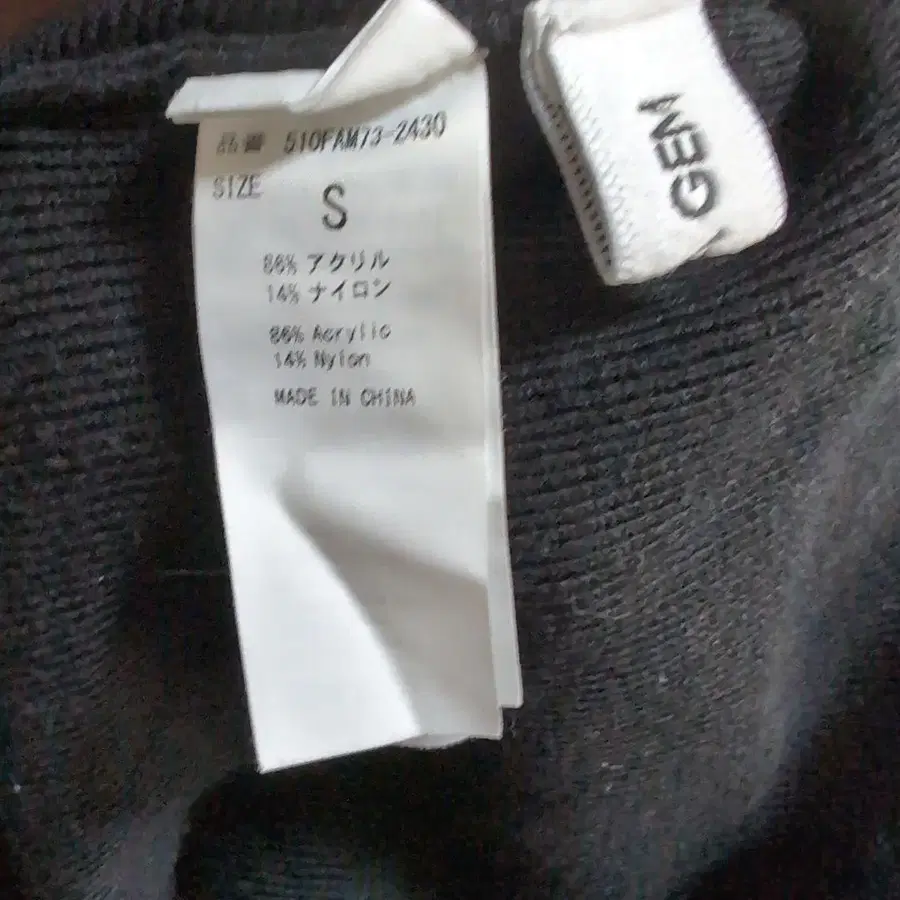 品番 510FAM73-2430
SIZE
S
86% アクリル
14% ナイロン
86% Acrylic
14% Nylon
MADE IN CHINA
GEM